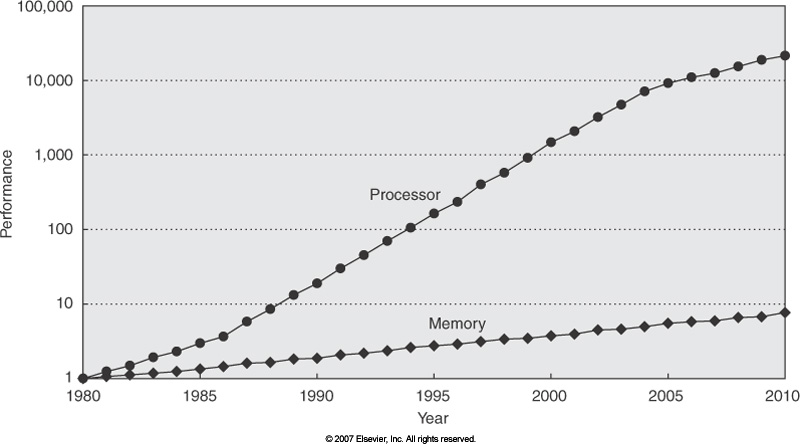 100,000
10,000
1,000
100
10
1
Performance
Processor
Memory
1980 1985 1990 1995 2000 2005 2010
Year
© 2007 Elsevier, Inc. All rights reserved.